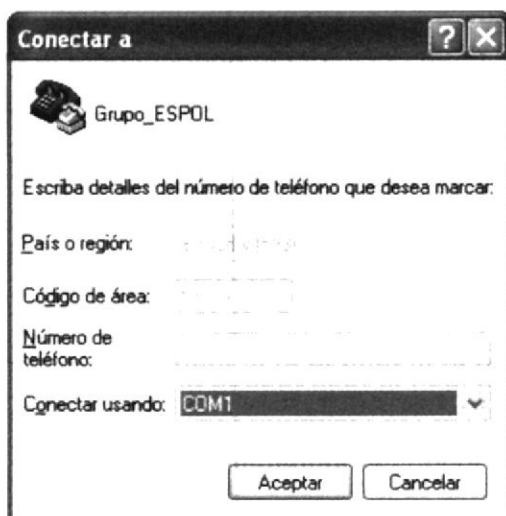 Conectar a
Grupo_ESPOL
Escriba detalles del número de teléfono que desea marcar:
País o región:
Código de área:
Número de
teléfono:
Conectar usando: COM1
Aceptar Cancelar